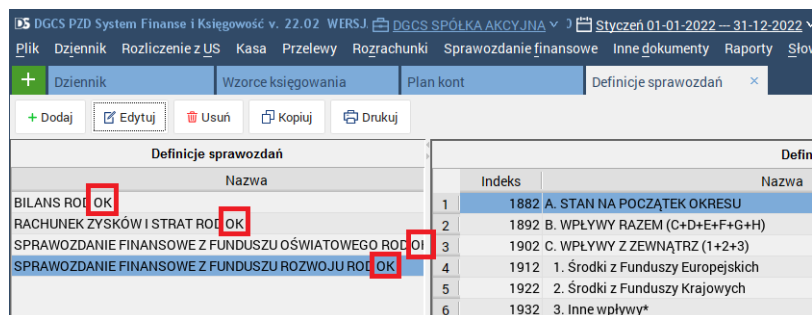 DGCS PZD System Finanse i Księgowość v. 22.02 WERSJ. DGCS SPÓŁKA AKCYJNA Styczeń 01-01-2022 — 31-12-2022
Plik Dziennik Rozliczenie z US Kasa Przelewy Rozrachunki Sprawozdanie finansowe Inne dokumenty Raporty
+ Dziennik Wzorce księgowania Plan kont Definicje sprawozdań ×
+ Dodaj Edytuj Usuń Kopiuj Drukuj
Definicje sprawozdań
Nazwa
BILANS ROD OK
RACHUNEK ZYSKÓW I STRAT ROD OK
SPRAWOZDANIE FINANSOWE Z FUNDUSZU OŚWIATOWEGO ROD
SPRAWOZDANIE FINANSOWE Z FUNDUSZU ROZWOJU ROD OK
Indeks Nazwa
1 1882 A. STAN NA POCZĄTEK OKRESU
2 1892 B. WPŁYWY RAZEM (C+D+E+F+G+H)
3 1902 C. WPŁYWY Z ZEWNĄTRZ (1+2+3)
4 1912 1. Środki z Funduszy Europejskich
5 1922 2. Środki z Funduszy Krajowych
6 1932 3. Inne wpływy*